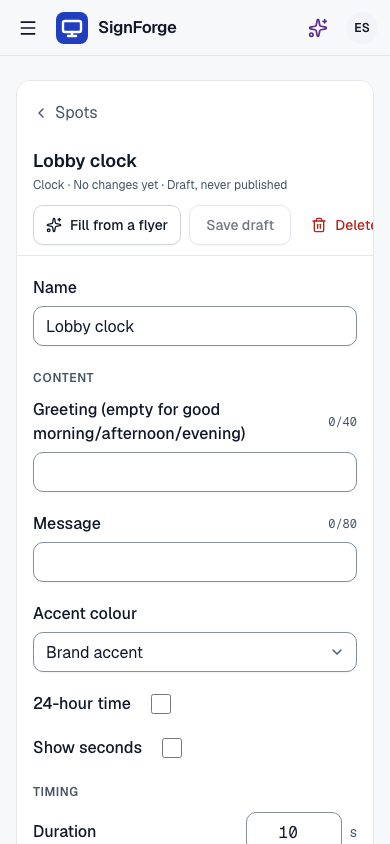 SignForge
ES
Spots
Lobby clock
Clock · No changes yet · Draft, never published
Fill from a flyer
Save draft
Delete
Name
Lobby clock
CONTENT
Greeting (empty for good
morning/afternoon/evening)
0/40
Message
0/80
Accent colour
Brand accent
24-hour time
Show seconds
TIMING
Duration
10
s